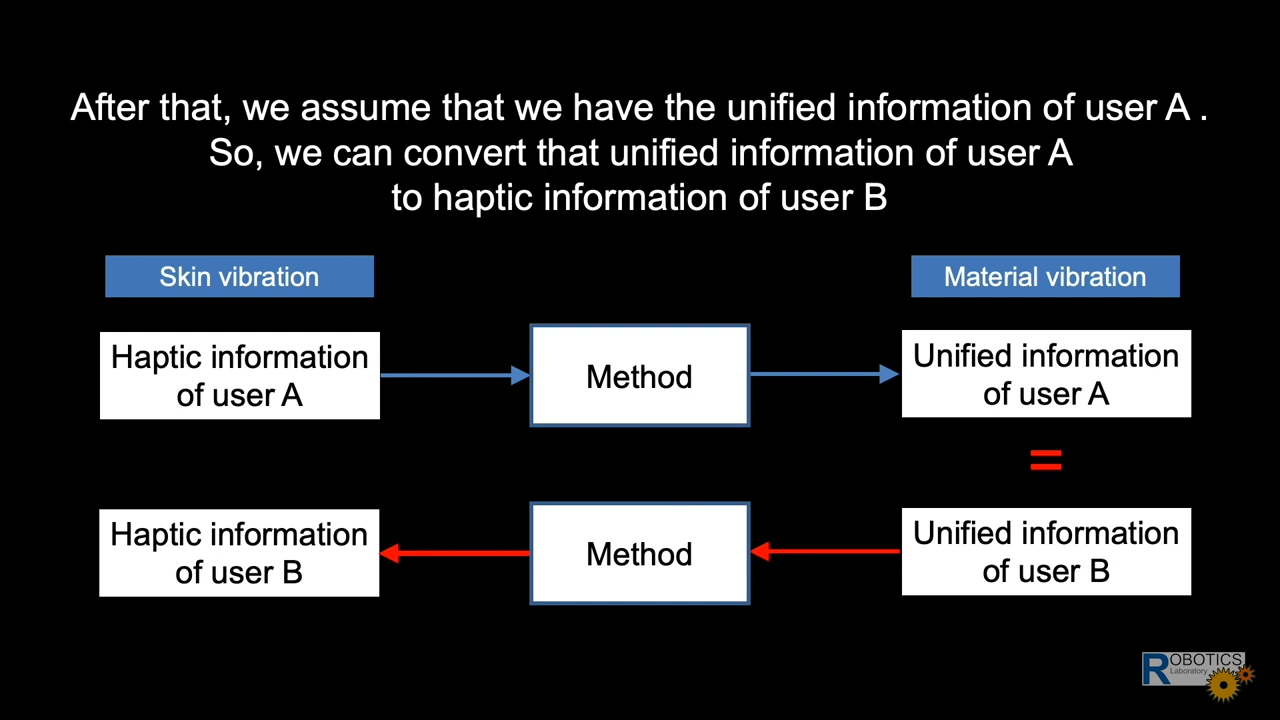 After that, we assume that we have the unified information of user A .
So, we can convert that unified information of user A
to haptic information of user B
Skin vibration
Material vibration
Haptic information
of user A
Method
Unified information
of user A
=
Haptic information
of user B
Method
Unified information
of user B
ROBOTICS
Laboratory